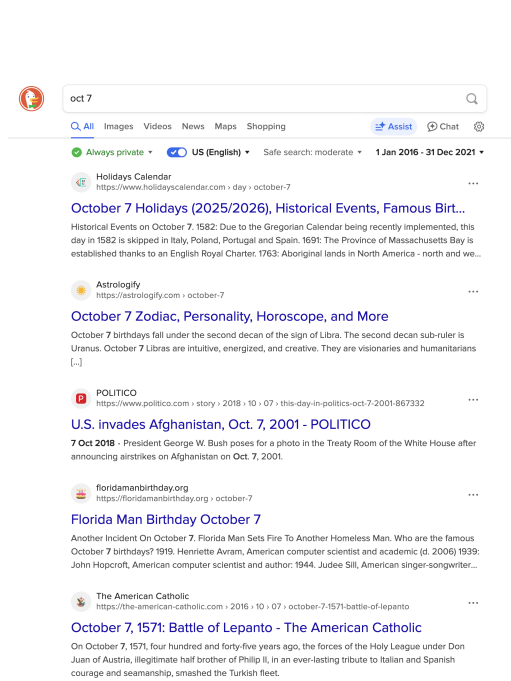 oct 7
All Images Videos News Maps Shopping Assist Chat
Always private US (English) Safe search: moderate 1 Jan 2016 - 31 Dec 2021
Holidays Calendar
https://www.holidayscalendar.com › day › october-7
October 7 Holidays (2025/2026), Historical Events, Famous Birt...
Historical Events on October 7. 1582: Due to the Gregorian Calendar being recently implemented, this
day in 1582 is skipped in Italy, Poland, Portugal and Spain. 1691: The Province of Massachusetts Bay is
established thanks to an English Royal Charter. 1763: Aboriginal lands in North America - north and we...
Astrologify
https://astrologify.com › october-7
October 7 Zodiac, Personality, Horoscope, and More
October 7 birthdays fall under the second decan of the sign of Libra. The second decan sub-ruler is
Uranus. October 7 Libras are intuitive, energized, and creative. They are visionaries and humanitarians
[...]
P
POLITICO
https://www.politico.com › story › 2018 › 10 › 07 › this-day-in-politics-oct-7-2001-867332
U.S. invades Afghanistan, Oct. 7, 2001 - POLITICO
7 Oct 2018 - President George W. Bush poses for a photo in the Treaty Room of the White House after
announcing airstrikes on Afghanistan on Oct. 7, 2001.
floridamanbirthday.org
https://floridamanbirthday.org › october-7
Florida Man Birthday October 7
Another Incident On October 7. Florida Man Sets Fire To Another Homeless Man. Who are the famous
October 7 birthdays? 1919. Henriette Avram, American computer scientist and academic (d. 2006) 1939:
John Hopcroft, American computer scientist and author: 1944. Judee Sill, American singer-songwriter...
The American Catholic
https://the-american-catholic.com › 2016 › 10 › 07 › october-7-1571-battle-of-lepanto
October 7, 1571: Battle of Lepanto - The American Catholic
On October 7, 1571, four hundred and forty-five years ago, the forces of the Holy League under Don
Juan of Austria, illegitimate half brother of Philip II, in an ever-lasting tribute to Italian and Spanish
courage and seamanship, smashed the Turkish fleet.